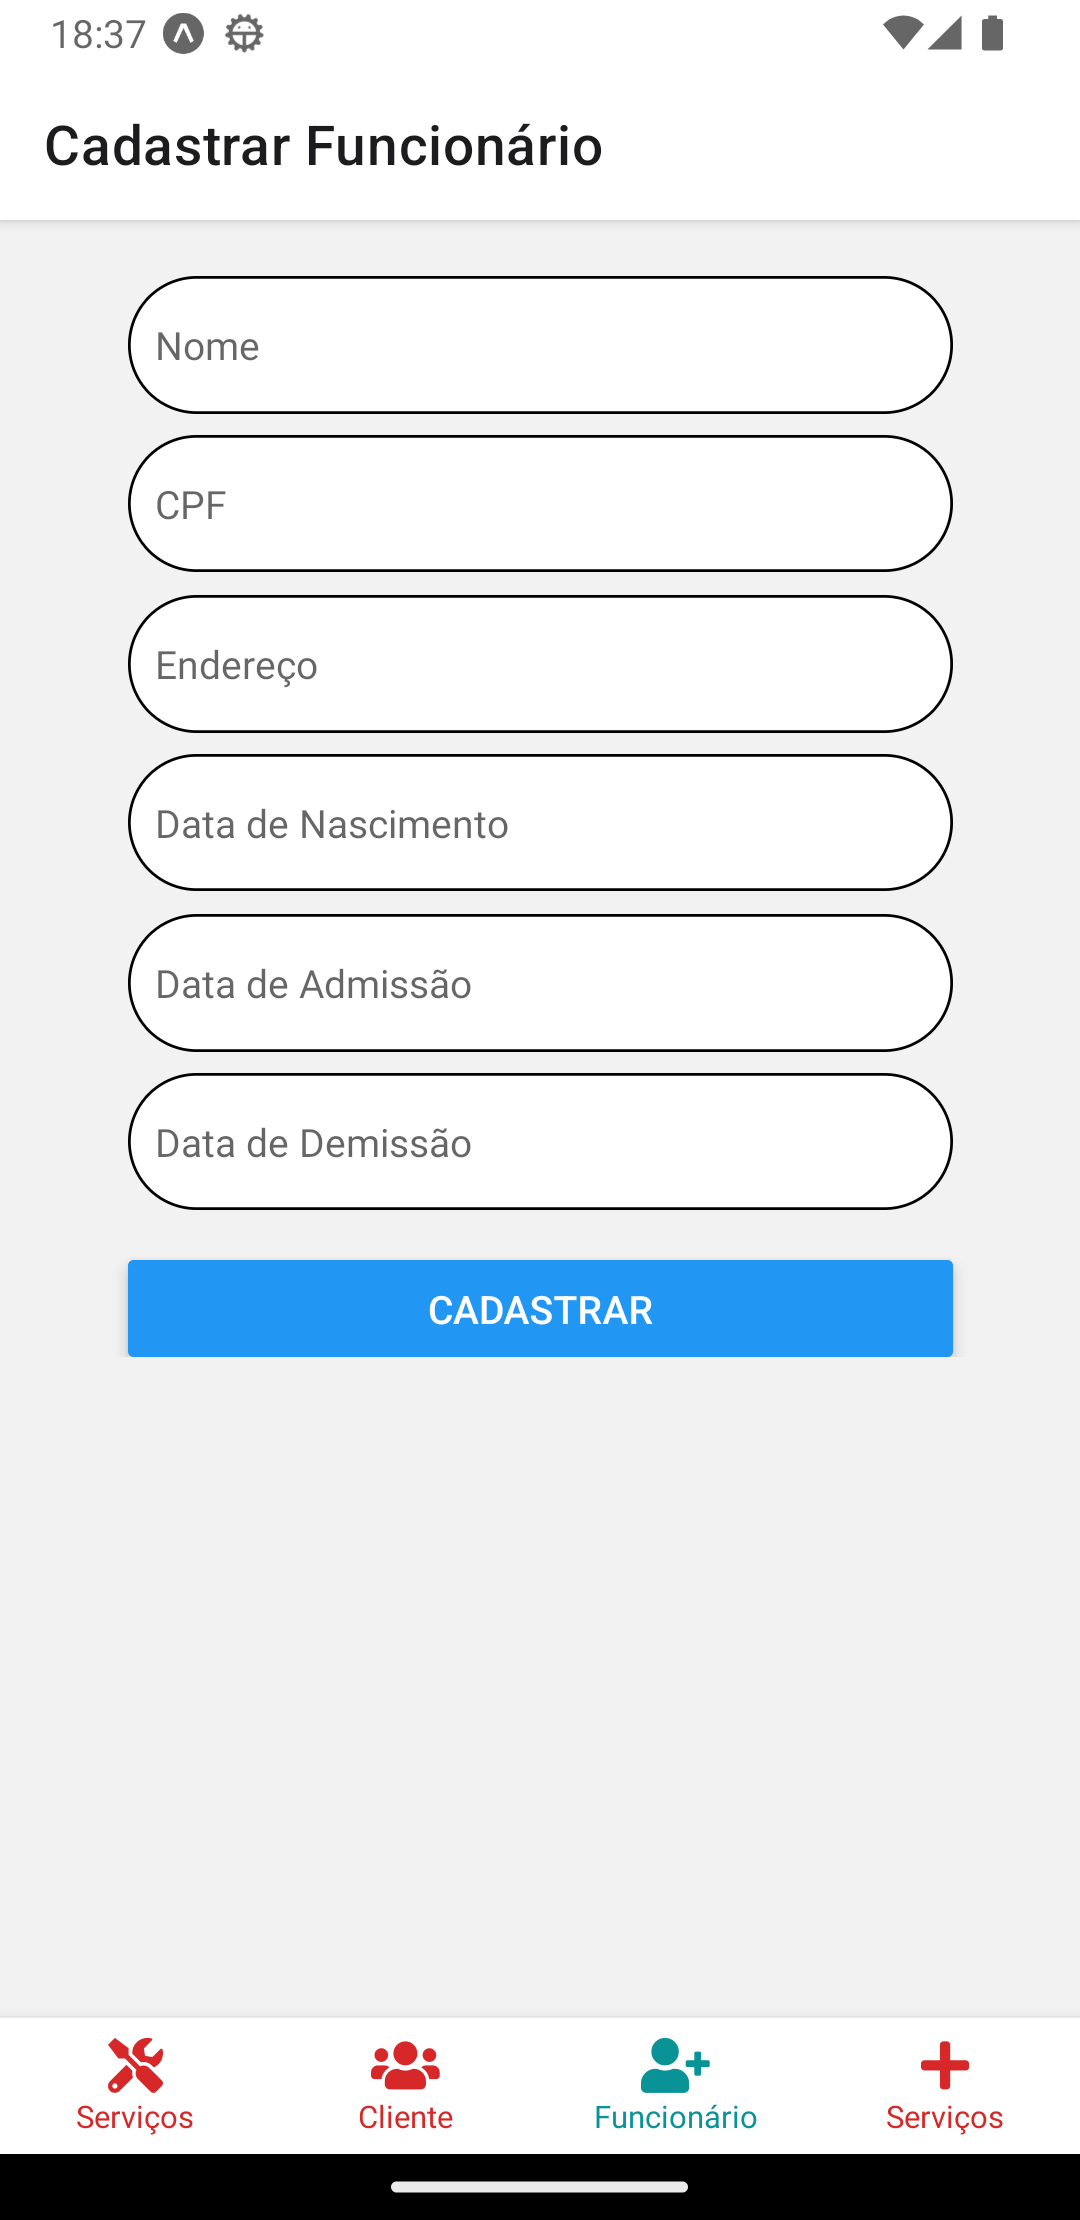 18:37
Cadastrar Funcionário
Nome
CPF
Endereço
Data de Nascimento
Data de Admissão
Data de Demissão
CADASTRAR
Serviços Cliente Funcionário Serviços